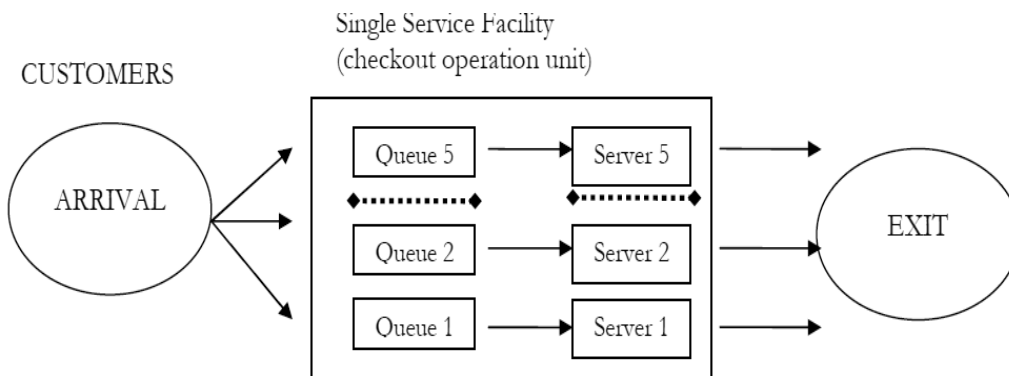 Single Service Facility
(checkout operation unit)
CUSTOMERS
ARRIVAL
Queue 5
Server 5
Queue 2
Server 2
Queue 1
Server 1
EXIT